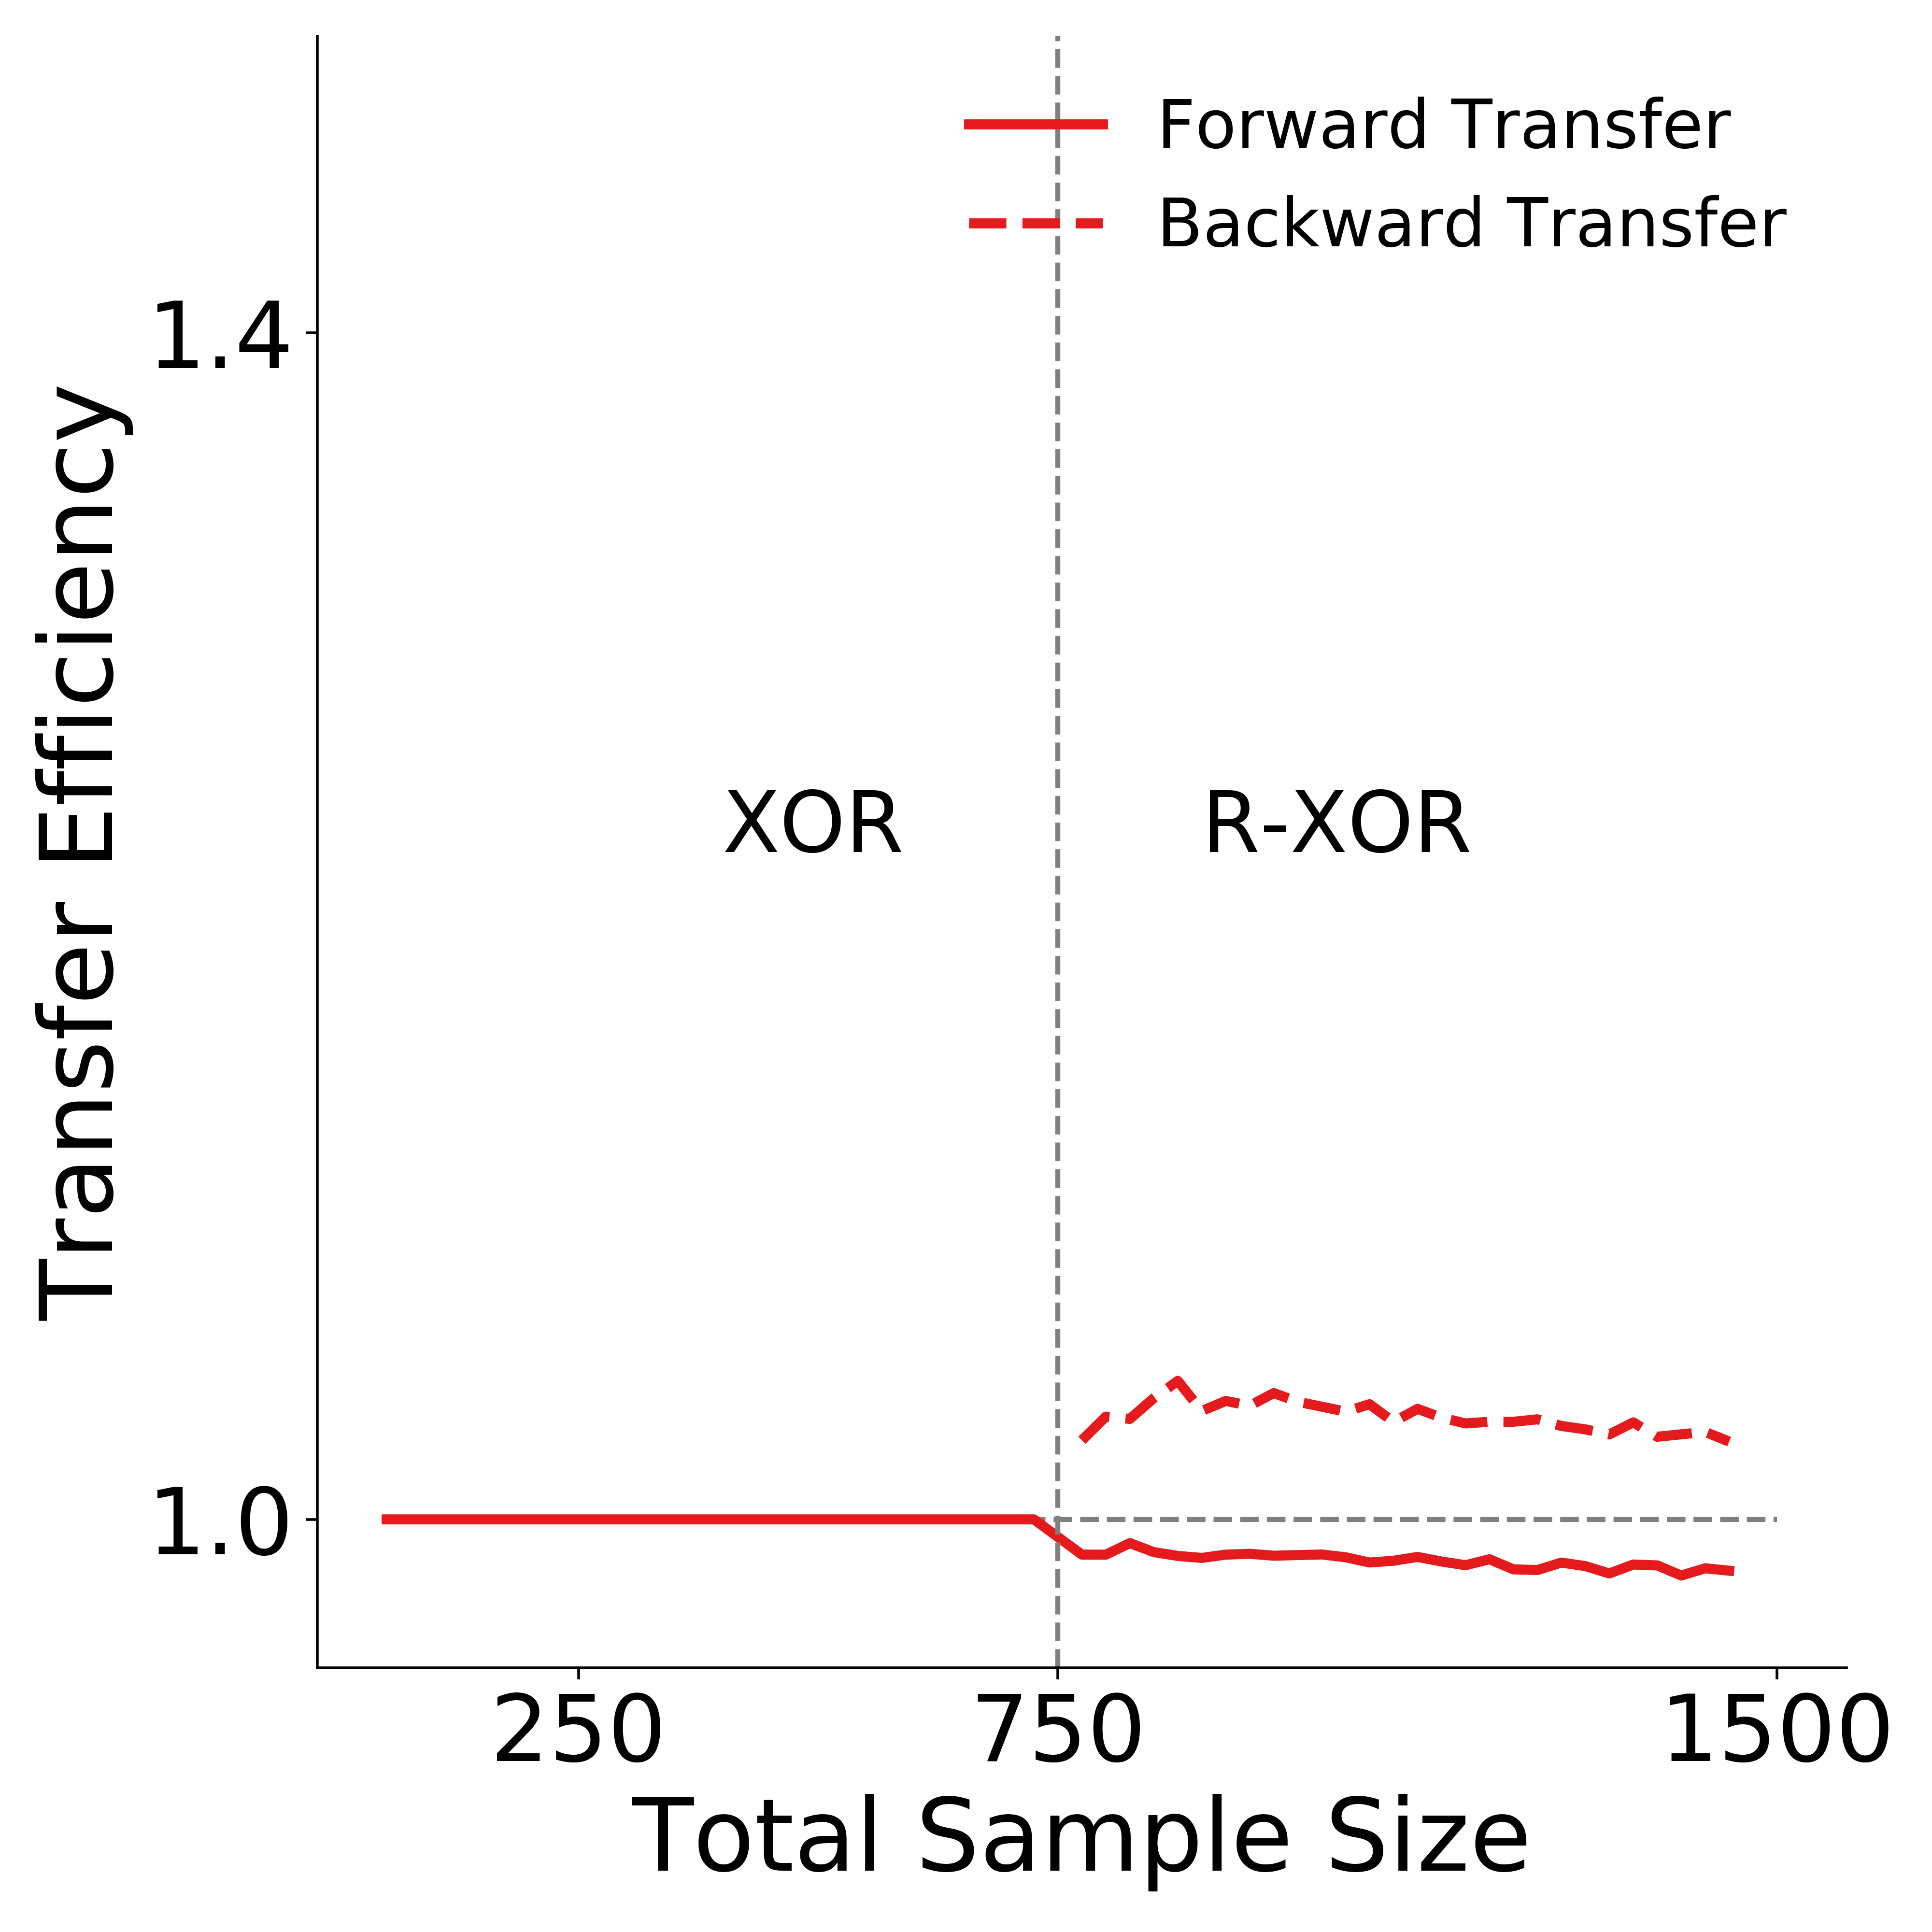 Forward Transfer
Backward Transfer
1.4
Transfer Efficiency
XOR
R-XOR
1.0
250
750
1500
Total Sample Size